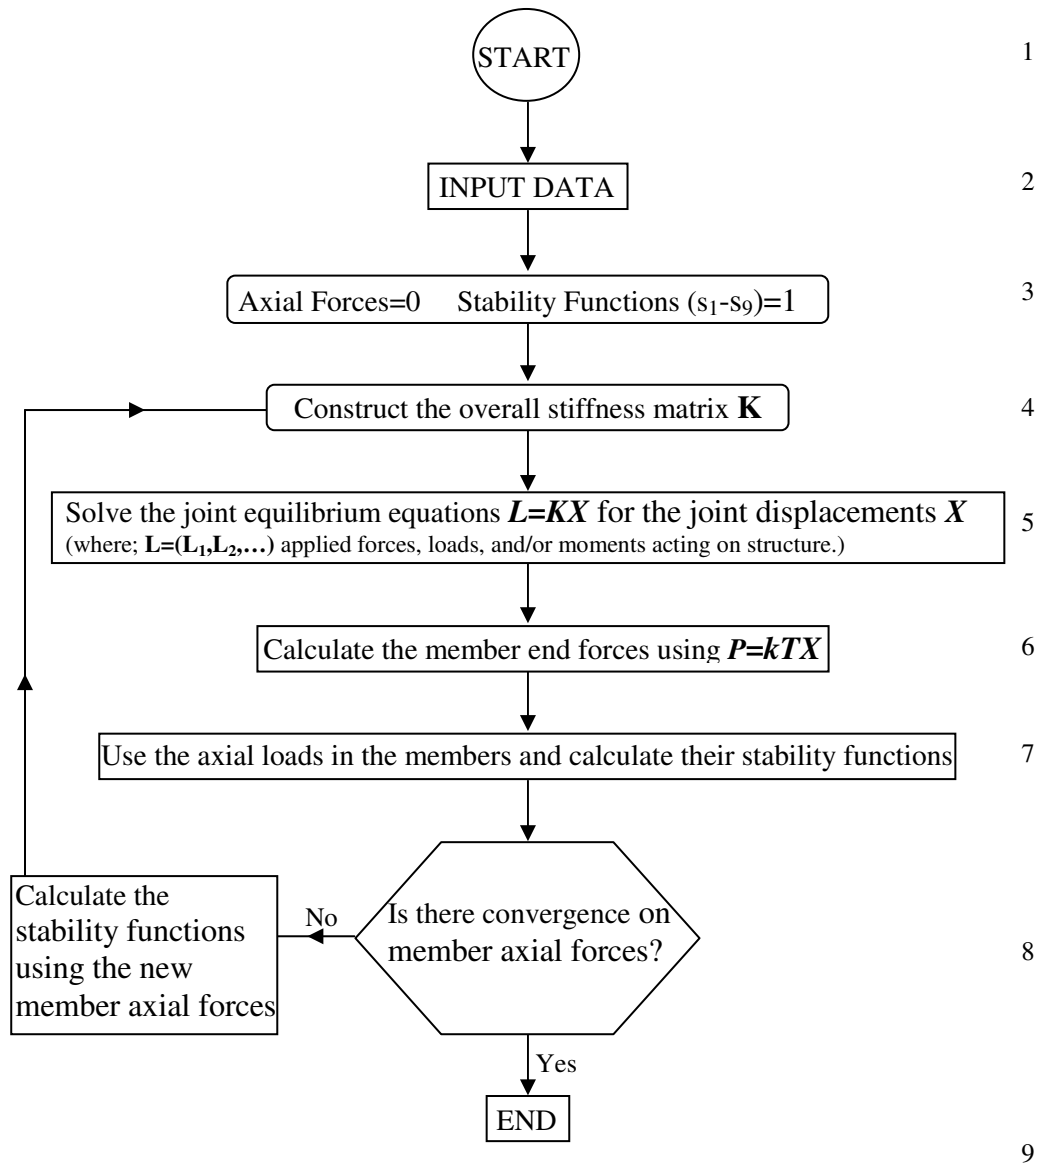 START
1
INPUT DATA
2
Axial Forces=0 Stability Functions (s1-s9)=1
3
Construct the overall stiffness matrix K
4
Solve the joint equilibrium equations L=KX for the joint displacements X
(where; L=(L1,L2,…) applied forces, loads, and/or moments acting on structure.)
5
Calculate the member end forces using P=kTX
6
Use the axial loads in the members and calculate their stability functions
7
Is there convergence on
member axial forces?
8
No
Calculate the
stability functions
using the new
member axial forces
Yes
END
9